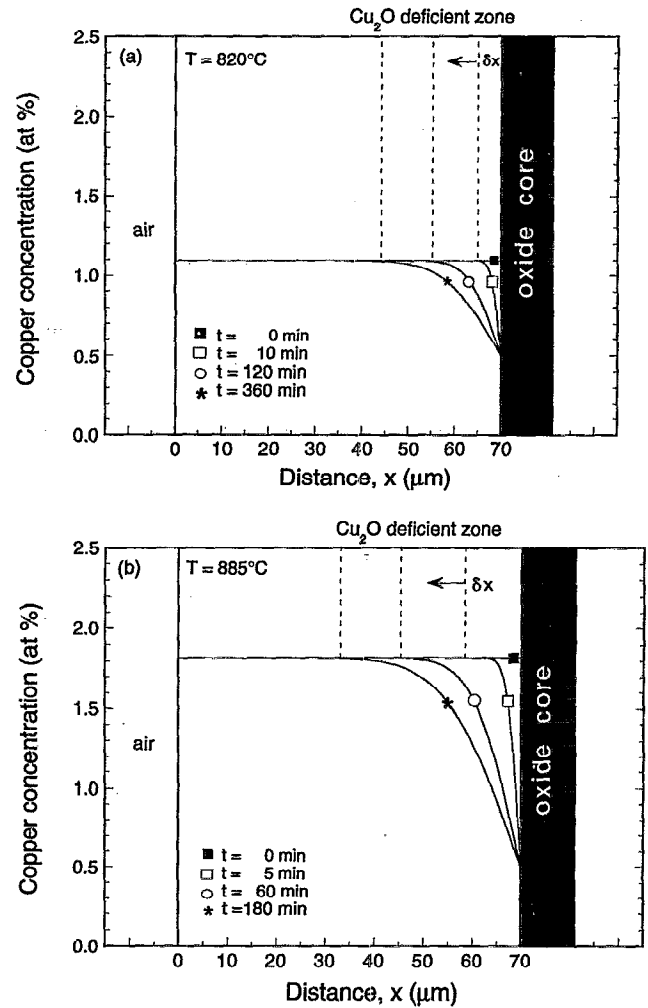 Cu₂O deficient zone
(a) T = 820°C
δx
Copper concentration (at %)
2.5
2.0
1.5
1.0
0.5
0.0
air
oxide core
t = 0 min
t = 10 min
t = 120 min
t = 360 min
0 10 20 30 40 50 60 70
Distance, x (μm)
Cu₂O deficient zone
(b) T = 885°C
δx
Copper concentration (at %)
2.5
2.0
1.5
1.0
0.5
0.0
air
oxide core
t = 0 min
t = 5 min
t = 60 min
t =180 min
0 10 20 30 40 50 60 70
Distance, x (μm)